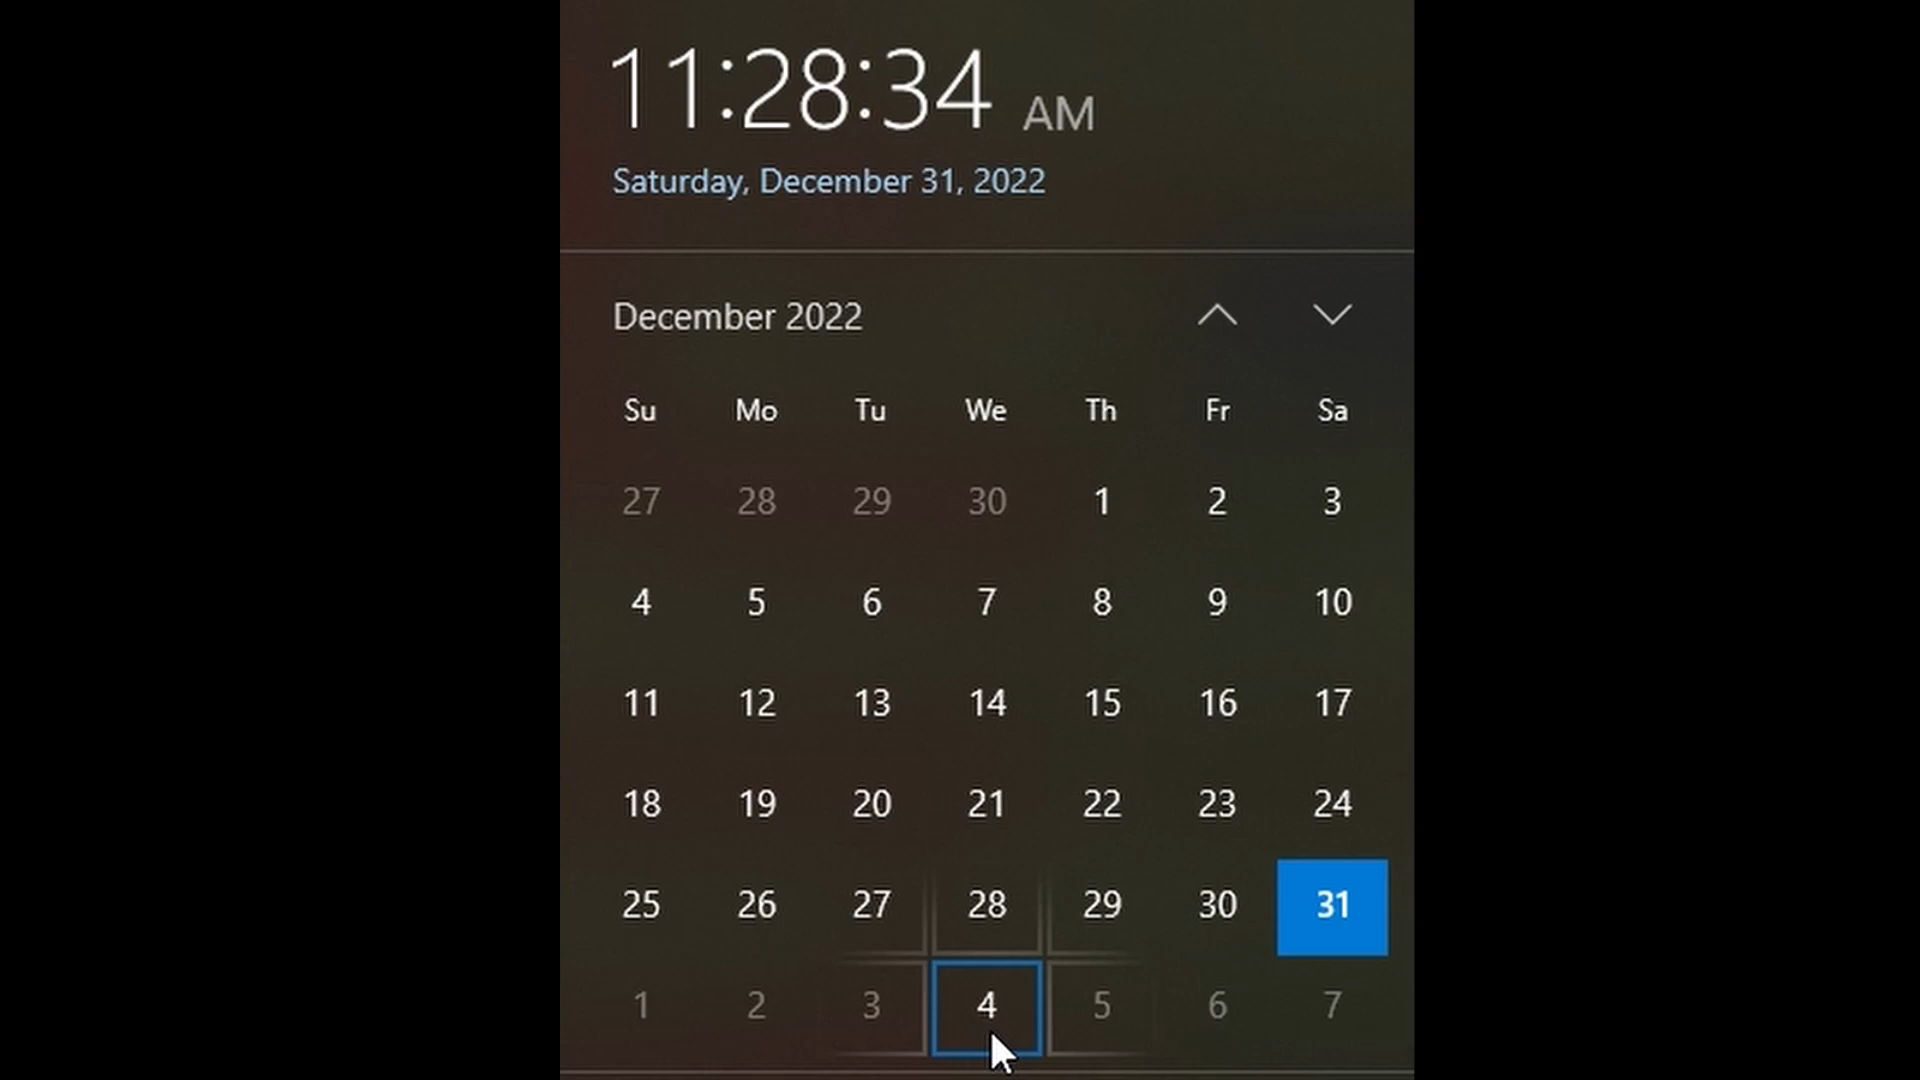 11:28:34 AM
Saturday, December 31, 2022
December 2022
Su Mo Tu We Th Fr Sa
27 28 29 30 1 2 3
4 5 6 7 8 9 10
11 12 13 14 15 16 17
18 19 20 21 22 23 24
25 26 27 28 29 30 31
1 2 3 4 5 6 7